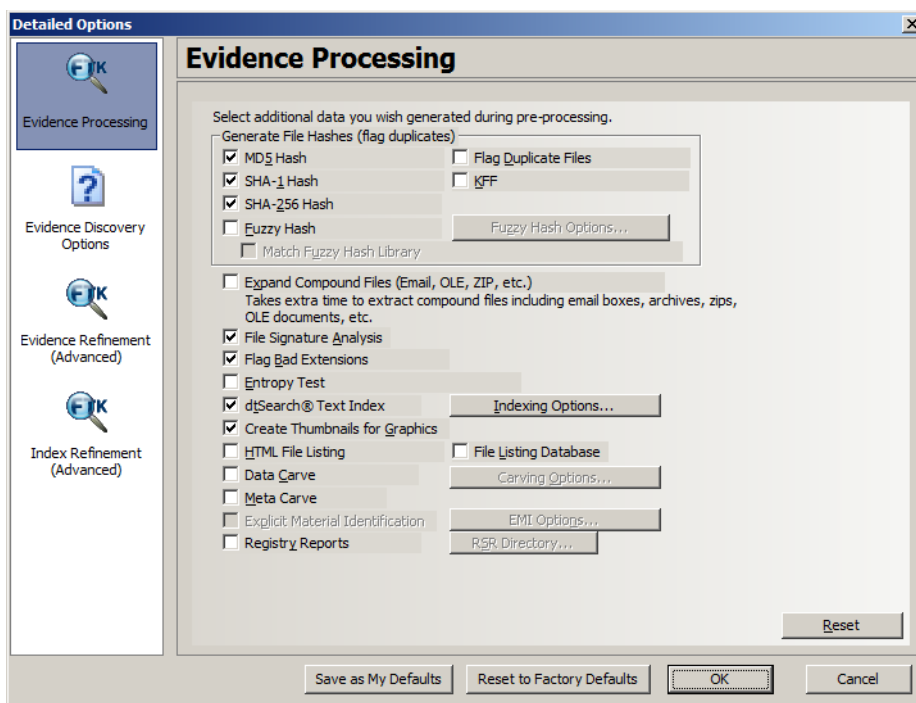 Detailed Options
FTK
Evidence Processing
Evidence Discovery
Options
FTK
Evidence Refinement
(Advanced)
FTK
Index Refinement
(Advanced)
Evidence Processing
Select additional data you wish generated during pre-processing.
Generate File Hashes (flag duplicates)
MD5 Hash
Flag Duplicate Files
SHA-1 Hash
KFF
SHA-256 Hash
Fuzzy Hash
Fuzzy Hash Options...
Match Fuzzy Hash Library
Expand Compound Files (Email, OLE, ZIP, etc.)
Takes extra time to extract compound files including email boxes, archives, zips,
OLE documents, etc.
File Signature Analysis
Flag Bad Extensions
Entropy Test
dtSearch® Text Index
Indexing Options...
Create Thumbnails for Graphics
HTML File Listing
File Listing Database
Data Carve
Carving Options...
Meta Carve
Explicit Material Identification
EMI Options...
Registry Reports
RSR Directory...
Reset
Save as My Defaults
Reset to Factory Defaults
OK
Cancel